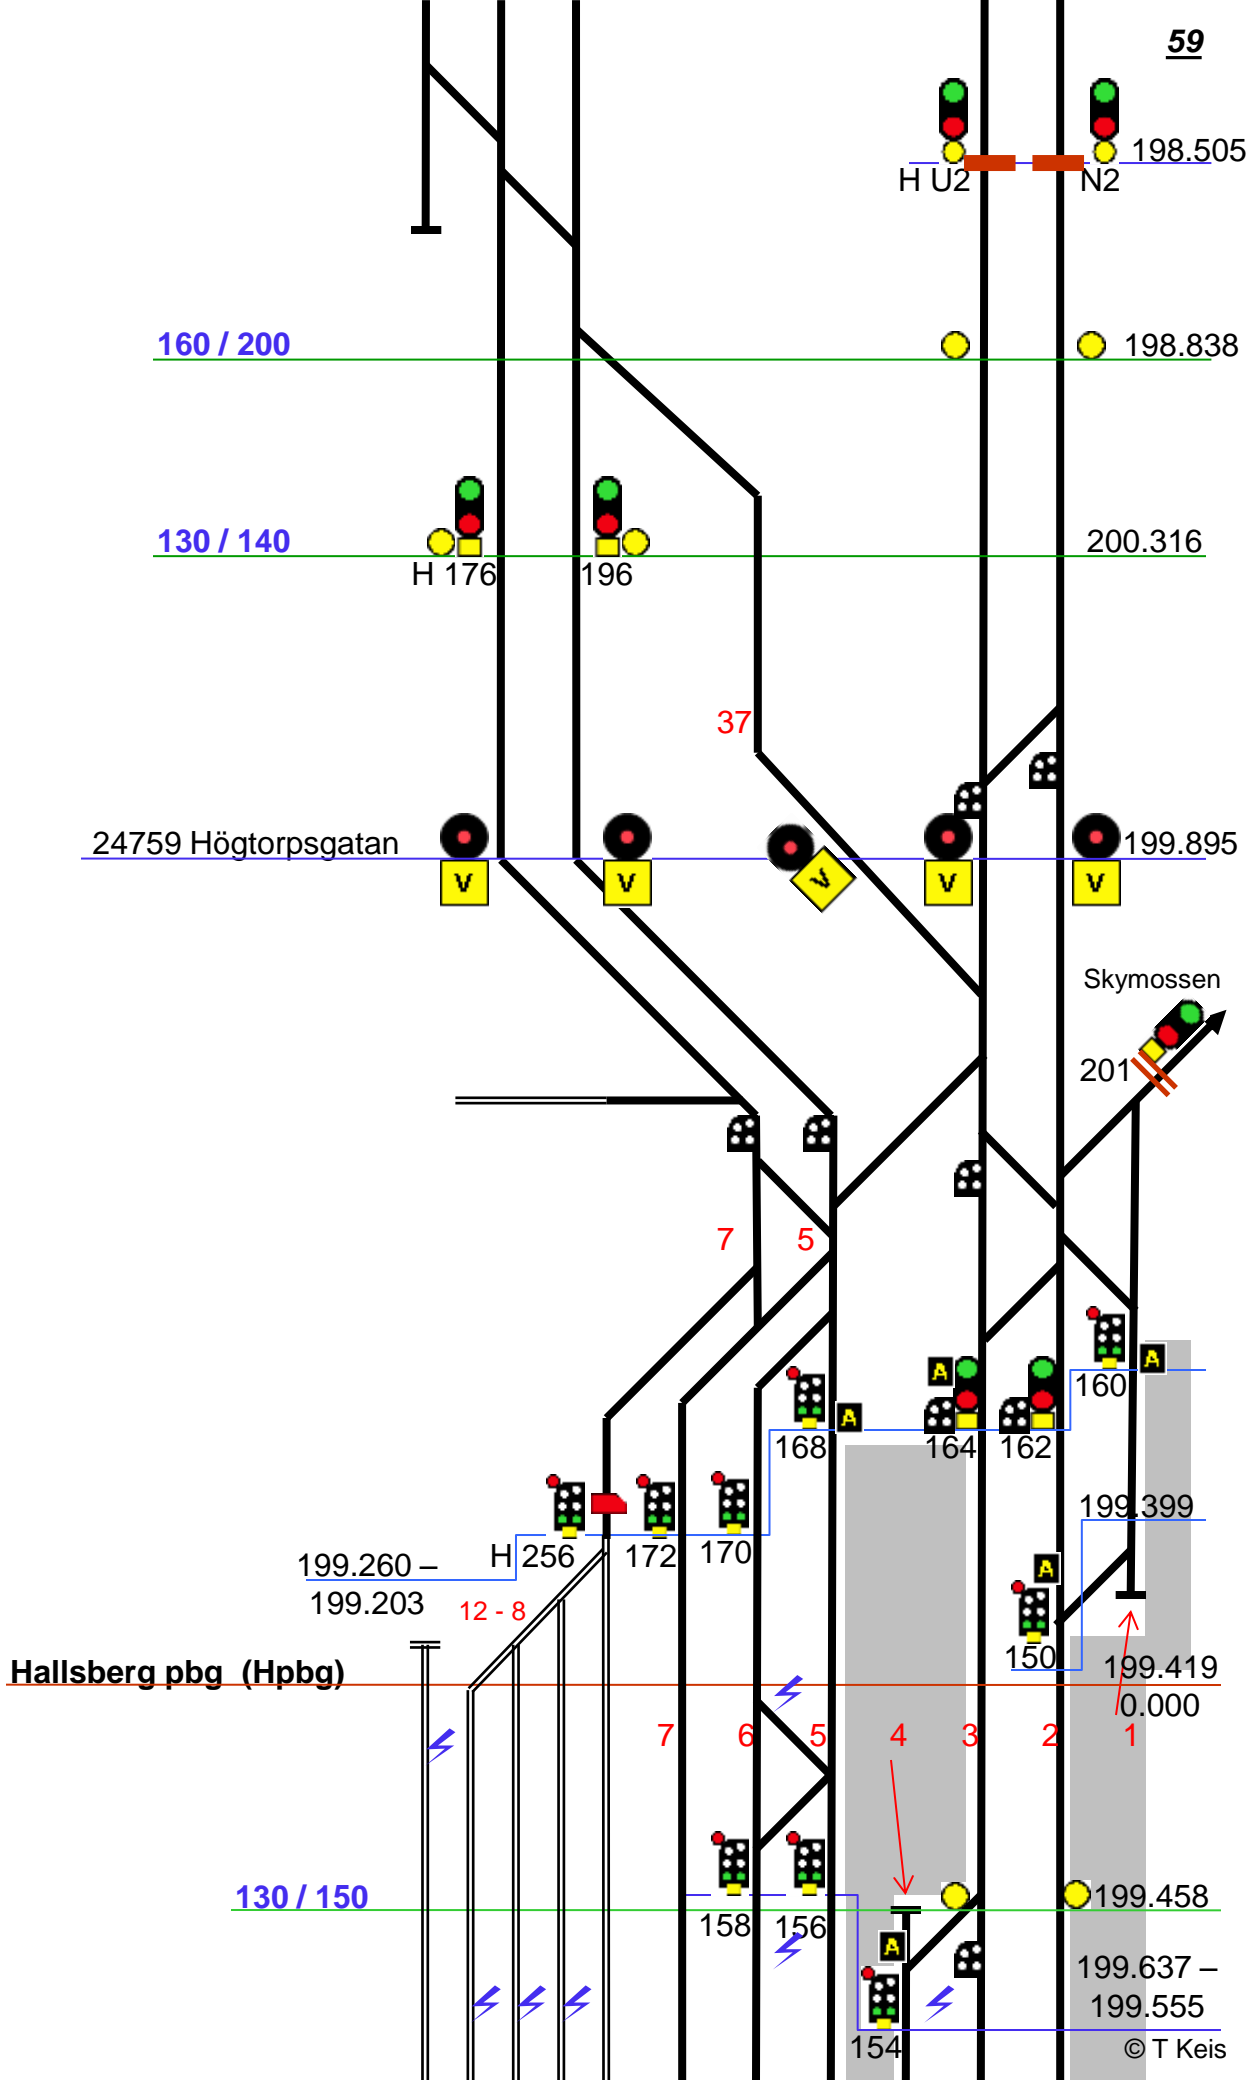 59
198.505
H U2
N2
160 / 200
198.838
130 / 140
200.316
H 176
196
37
24759 Högtorpsgatan
199.895
V
V
V
V
V
Skymossen
201
7
5
160
A
A
168
A
164
162
199.399
H 256
172
170
199.260 –
199.203
12 - 8
A
150
Hallsberg pbg (Hpbg)
199.419
0.000
7
6
5
4
3
2
1
130 / 150
199.458
158
156
A
199.637 –
199.555
154
© T Keis